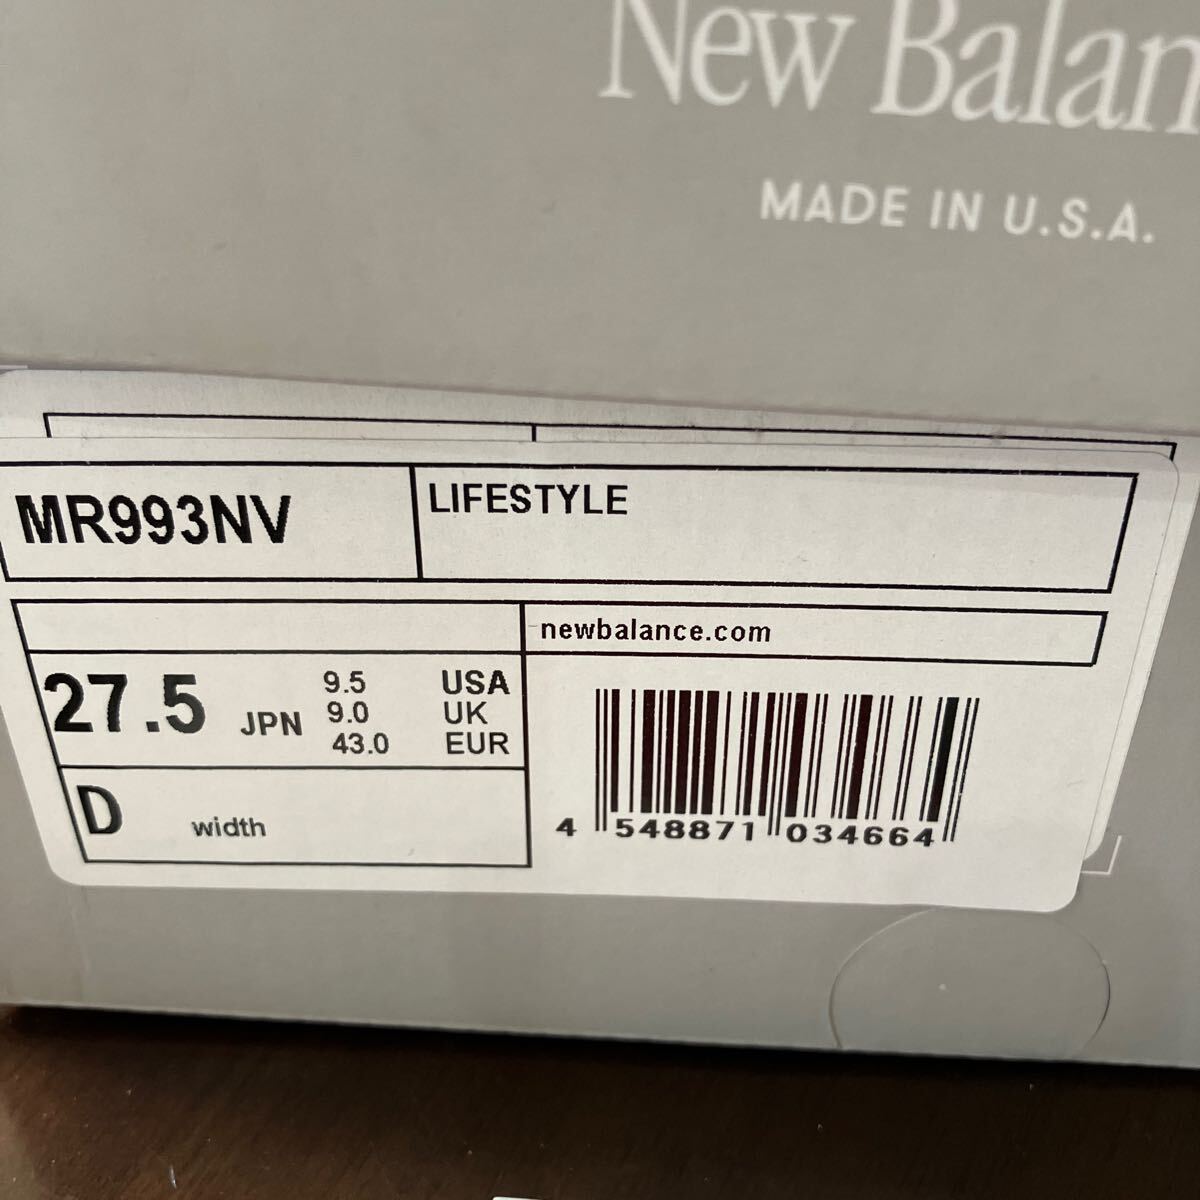 New Balan
MADE IN U.S.A.
MR993NV
LIFESTYLE
newbalance.com
27.5 JPN
9.5 USA
9.0 UK
43.0 EUR
D width
4 548871 034664